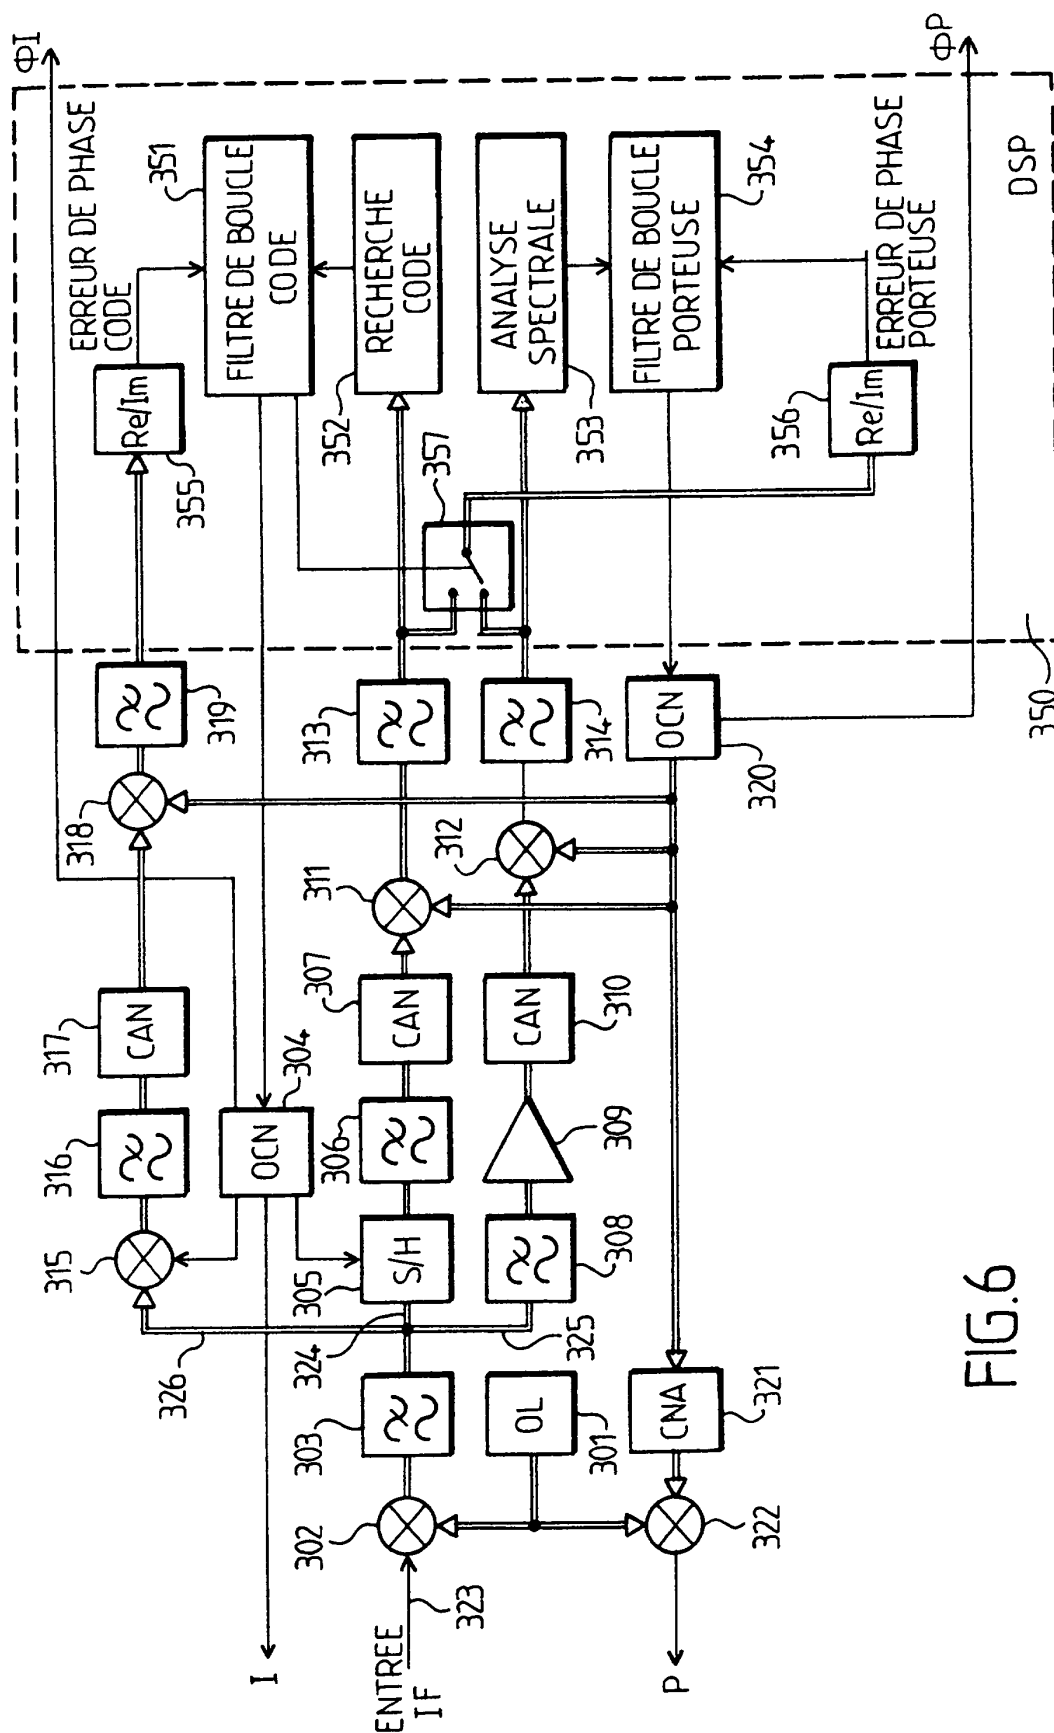 ΦI
ERREUR DE PHASE
CODE
351
FILTRE DE BOUCLE
CODE
352
RECHERCHE
CODE
ANALYSE
SPECTRALE
353
FILTRE DE BOUCLE
PORTEUSE
354
ERREUR DE PHASE
PORTEUSE
DSP
ΦP
Re/Im
355
357
356
Re/Im
319
313
314
OCN
320
350
318
311
312
317
CAN
307
CAN
CAN
310
316
OCN
304
306
309
315
S/H
305
308
326
324
325
303
OL
301
CNA
321
302
322
ENTREE
IF
323
I
P
FIG.6